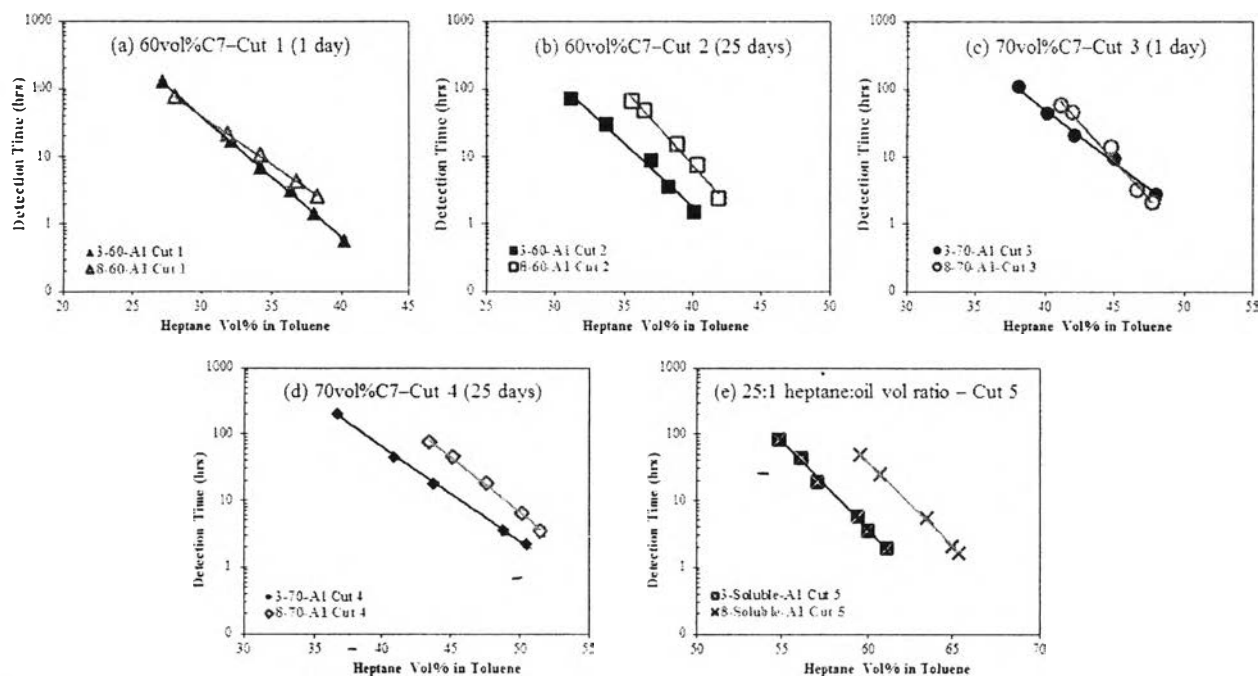 (a) 60vol%C7–Cut 1 (1 day)
Detection Time (hrs)
1000
100
10
1
0
3-60-A1 Cut 1
8-60-A1 Cut 1
20 25 30 35 40 45
Heptane Vol% in Toluene
(b) 60vol%C7–Cut 2 (25 days)
Detection Time (hrs)
1000
100
10
1
0
3-60-A1 Cut 2
8-60-A1 Cut 2
25 30 35 40 45 50
Heptane Vol% in Toluene
(c) 70vol%C7–Cut 3 (1 day)
Detection Time (hrs)
1000
100
10
1
0
3-70-A1 Cut 3
8-70-A1-Cut 3
30 35 40 45 50 55
Heptane Vol% in Toluene
(d) 70vol%C7–Cut 4 (25 days)
Detection Time (hrs)
1000
100
10
1
0
3-70-A1 Cut 4
8-70-A1 Cut 4
30 35 40 45 50 55
Heptane Vol% in Toluene
(e) 25:1 heptane:oil vol ratio – Cut 5
Detection Time (hrs)
1000
100
10
1
0
3-Soluble-A1 Cut 5
8-Soluble-A1 Cut 5
50 55 60 65 70
Heptane Vol% in Toluene